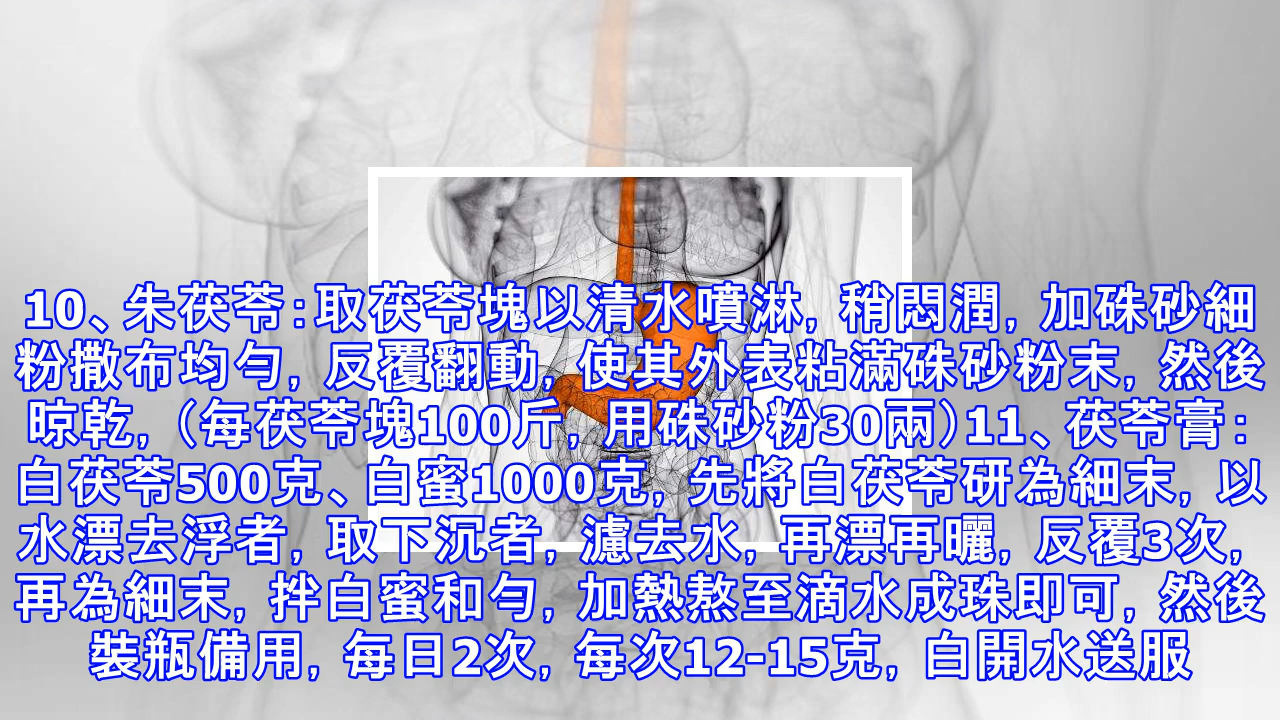 10、朱茯苓：取茯苓塊以清水噴淋，稍悶潤，加硃砂細
粉撒布均勻，反覆翻動，使其外表粘滿硃砂粉末，然後
晾乾，（每茯苓塊100斤，用硃砂粉30兩）11、茯苓膏：
白茯苓500克、白蜜1000克，先將白茯苓研為細末，以
水漂去浮者，取下沉者，濾去水，再漂再曬，反覆3次，
再為細末，拌白蜜和勻，加熱熬至滴水成珠即可，然後
裝瓶備用，每日2次，每次12-15克，白開水送服